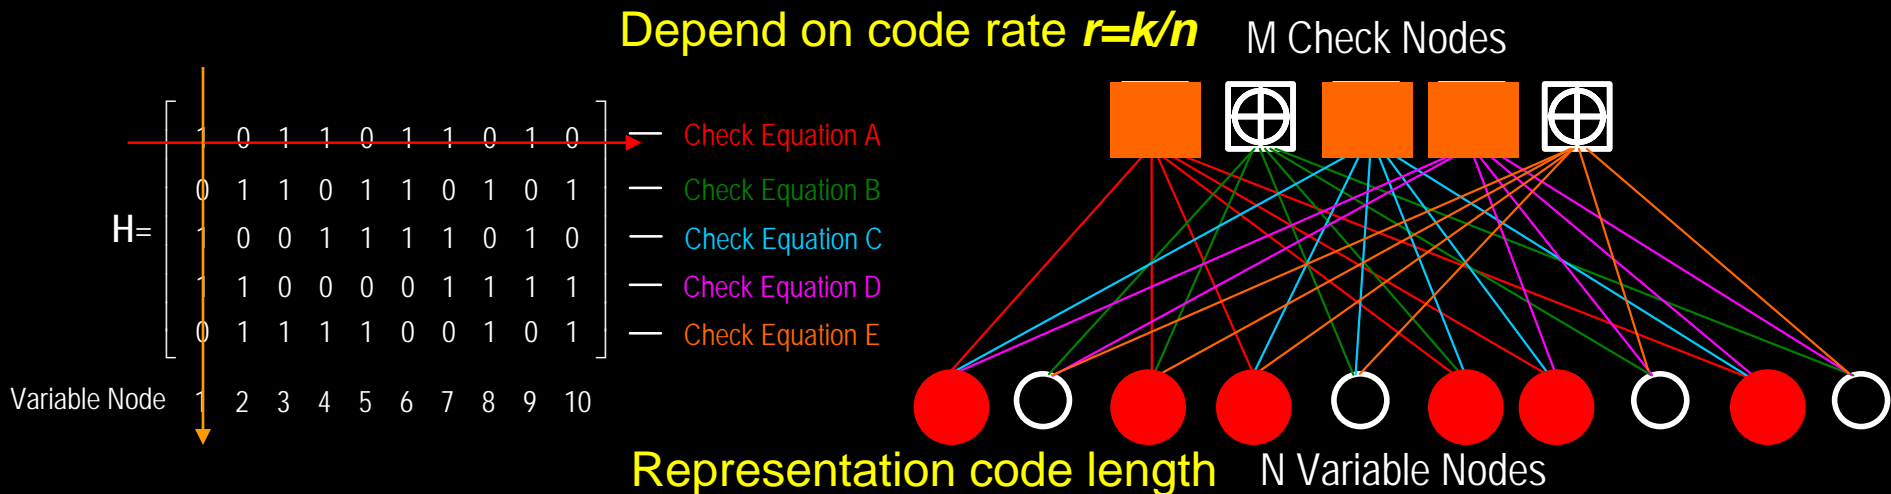 Depend on code rate r=k/n
M Check Nodes
1 0 1 1 0 1 1 0 1 0
Check Equation A
0 1 1 0 1 1 0 1 0 1
Check Equation B
H=
1 0 0 1 1 1 1 0 1 0
Check Equation C
1 1 0 0 0 0 1 1 1 1
Check Equation D
0 1 1 1 1 0 0 1 0 1
Check Equation E
Variable Node 1 2 3 4 5 6 7 8 9 10
Representation code length
N Variable Nodes